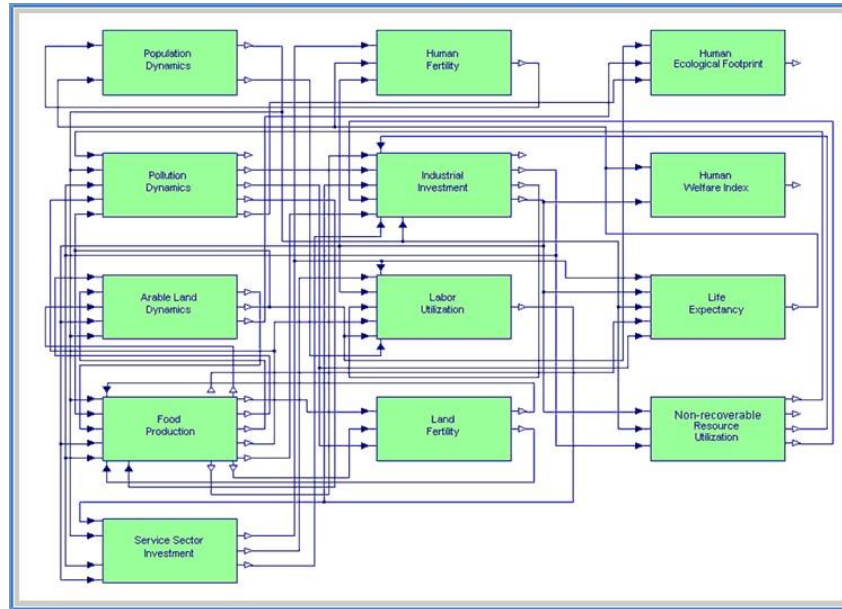 Population
Dynamics
Human
Fertility
Human
Ecological Footprint
Pollution
Dynamics
Industrial
Investment
Human
Welfare Index
Arable Land
Dynamics
Labor
Utilization
Life
Expectancy
Food
Production
Land
Fertility
Non-recoverable
Resource
Utilization
Service Sector
Investment